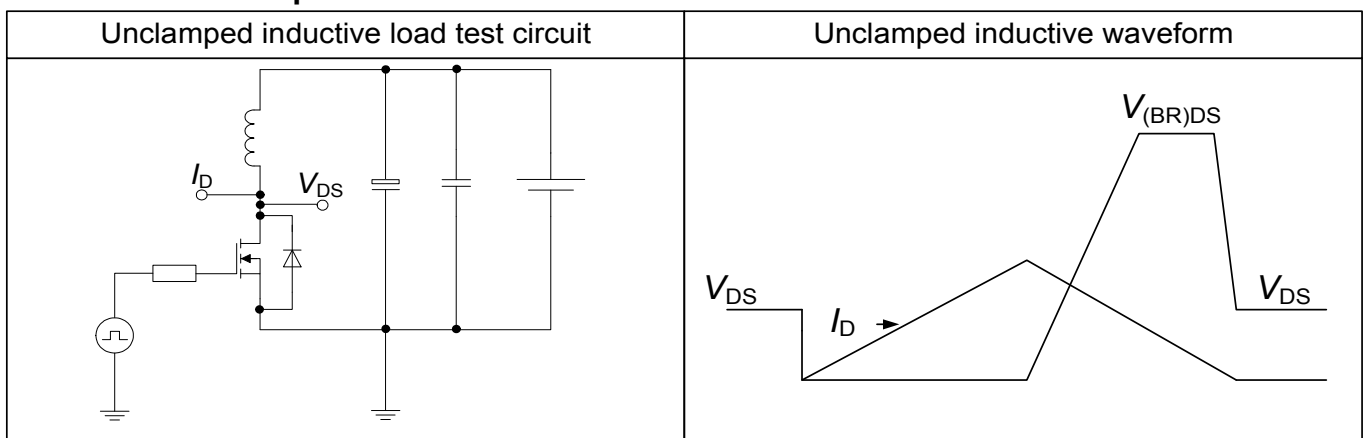 Unclamped inductive load test circuit
Unclamped inductive waveform
V(BR)DS
ID
VDS
VDS
ID
VDS